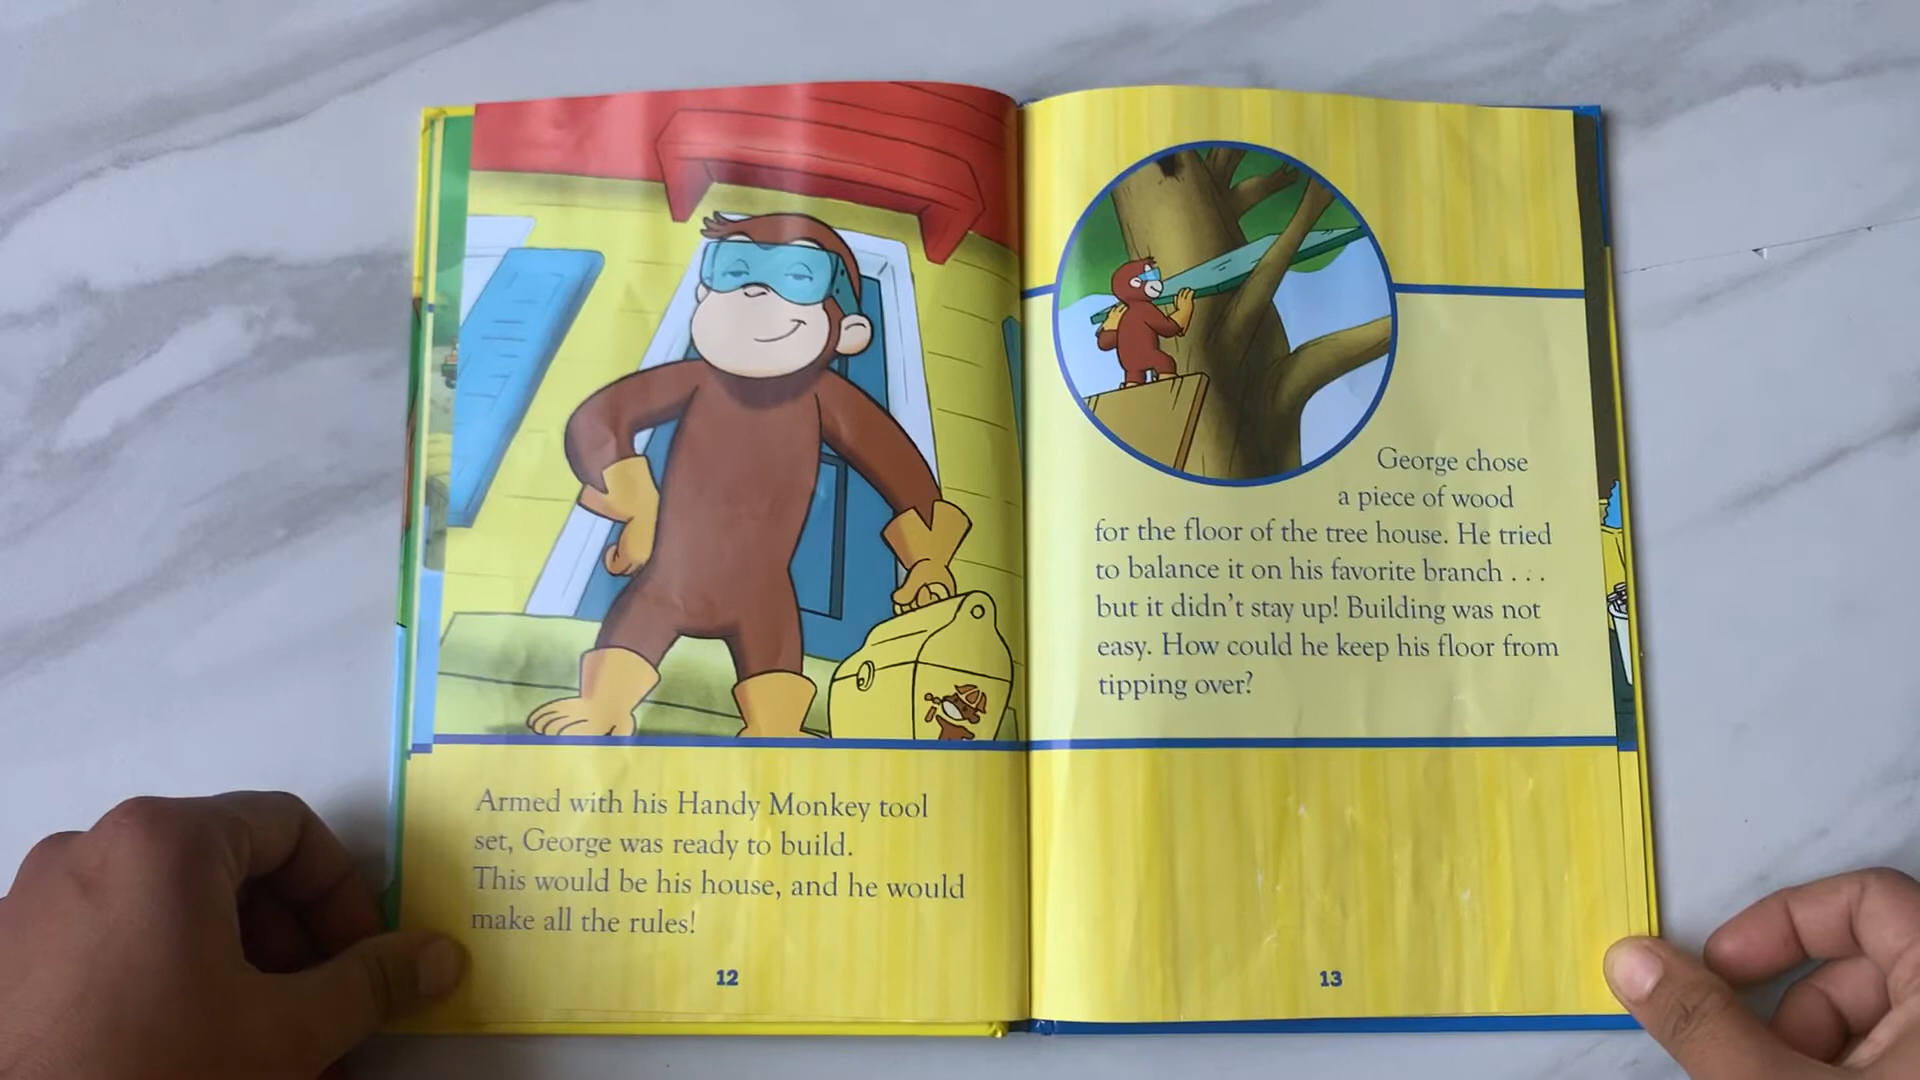 Armed with his Handy Monkey tool
set, George was ready to build.
This would be his house, and he would
make all the rules!
12
George chose
a piece of wood
for the floor of the tree house. He tried
to balance it on his favorite branch . . .
but it didn't stay up! Building was not
easy. How could he keep his floor from
tipping over?
13